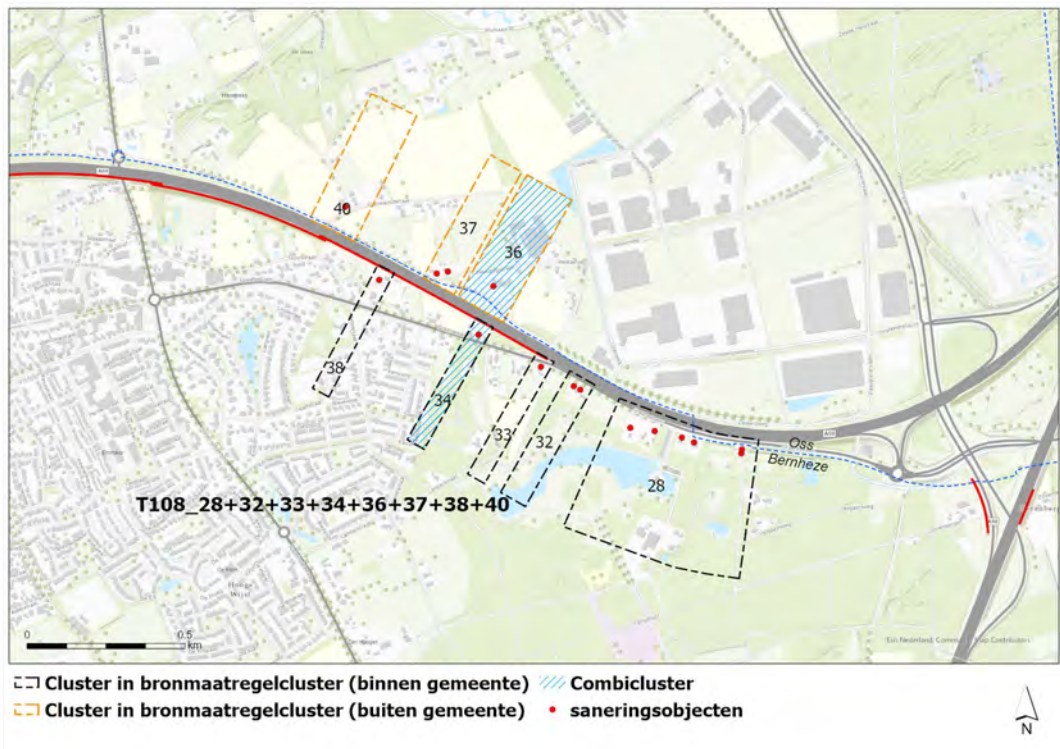 40
37
36
38
34
33
32
28
Oss
Bernheze
T108_28+32+33+34+36+37+38+40
0
0.5
km
Cluster in bronmaatregelcluster (binnen gemeente)
Combicluster
Cluster in bronmaatregelcluster (buiten gemeente)
saneringsobjecten
N